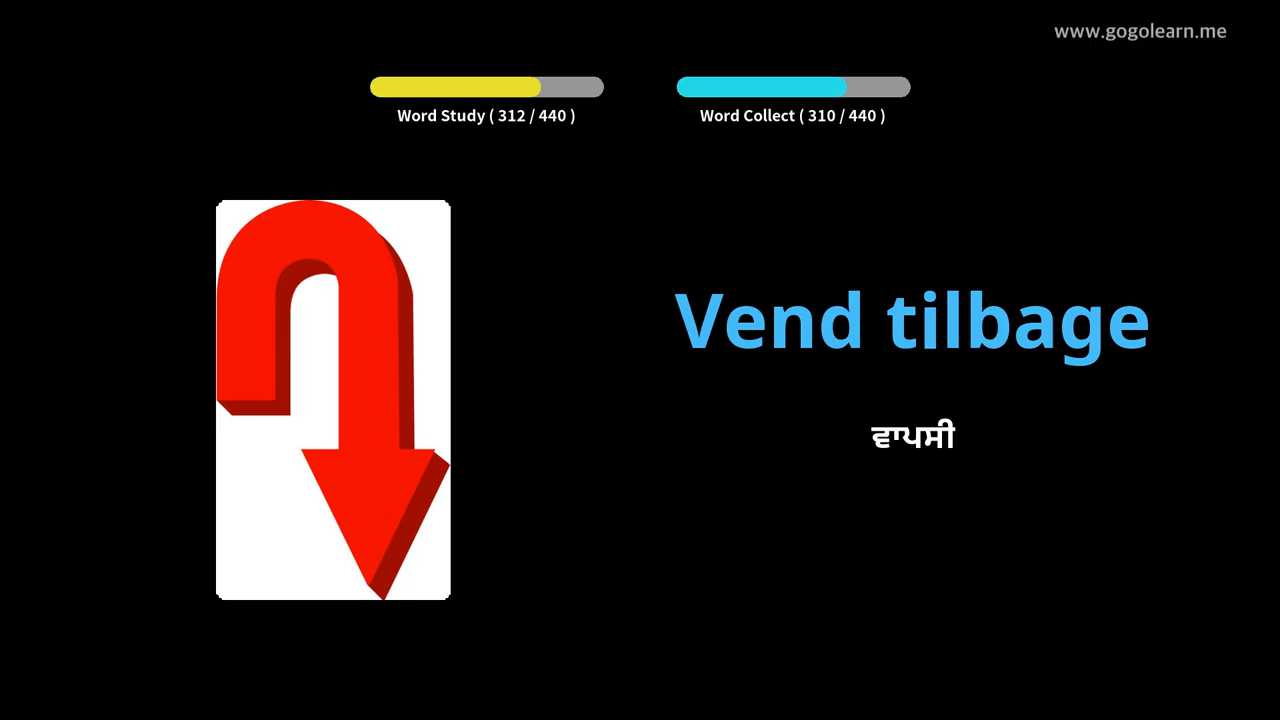 www.gogolearn.me
Word Study ( 312 / 440 )
Word Collect ( 310 / 440 )
Vend tilbage
ਵਾਪਸੀ